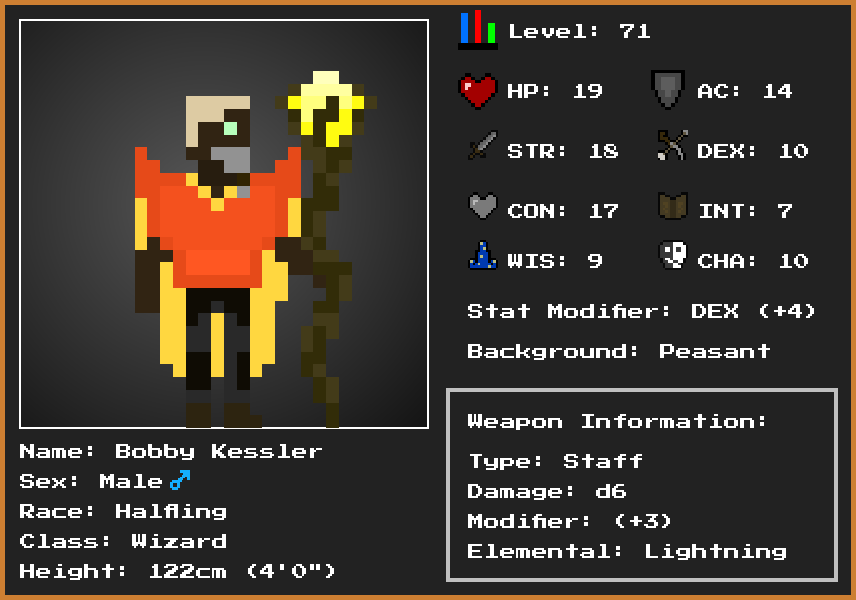 Level: 71
HP: 19 AC: 14
STR: 18 DEX: 10
CON: 17 INT: 7
WIS: 9 CHA: 10
Stat Modifier: DEX (+4)
Background: Peasant
Weapon Information:
Type: Staff
Damage: d6
Modifier: (+3)
Elemental: Lightning
Name: Bobby Kessler
Sex: Male♂
Race: Halfling
Class: Wizard
Height: 122cm (4'0")